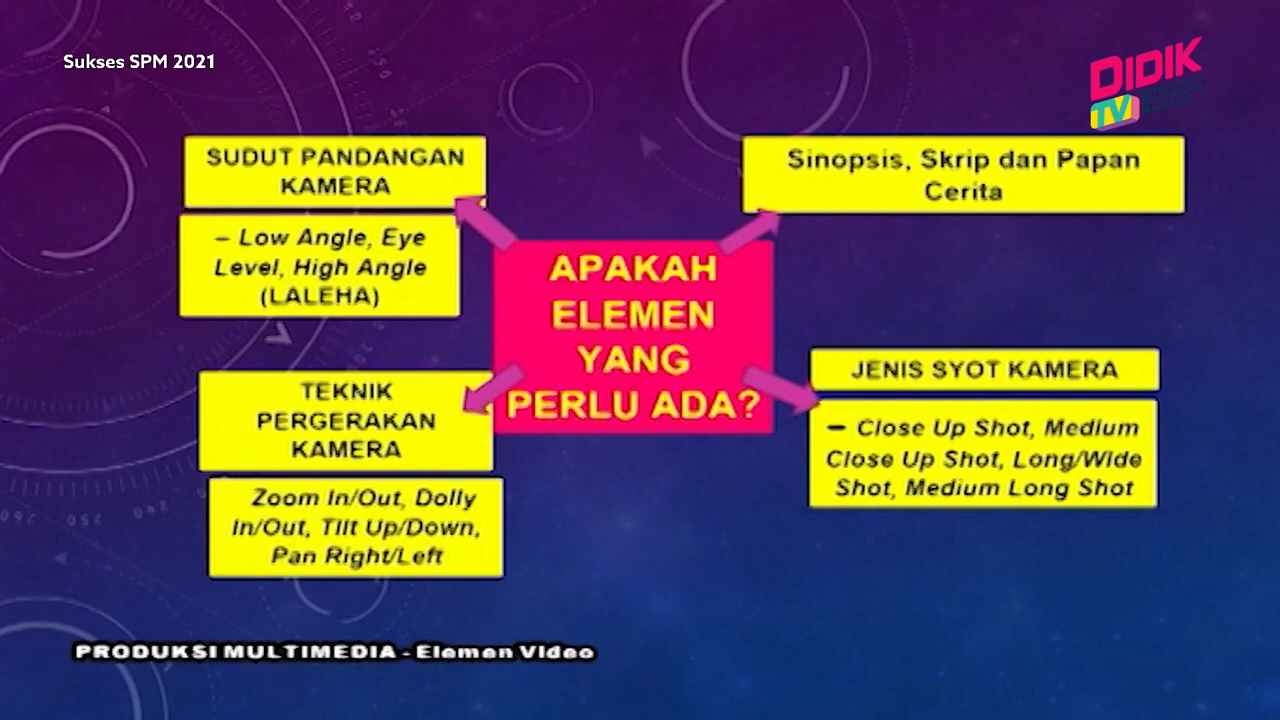 Sukses SPM 2021
DIDIK
TV
SUDUT PANDANGAN
KAMERA
– Low Angle, Eye
Level, High Angle
(LALEHA)
Sinopsis, Skrip dan Papan
Cerita
APAKAH
ELEMEN
YANG
PERLU ADA?
TEKNIK
PERGERAKAN
KAMERA
Zoom In/Out, Dolly
In/Out, Tilt Up/Down,
Pan Right/Left
JENIS SYOT KAMERA
– Close Up Shot, Medium
Close Up Shot, Long/Wide
Shot, Medium Long Shot
PRODUKSI MULTIMEDIA - Elemen Video